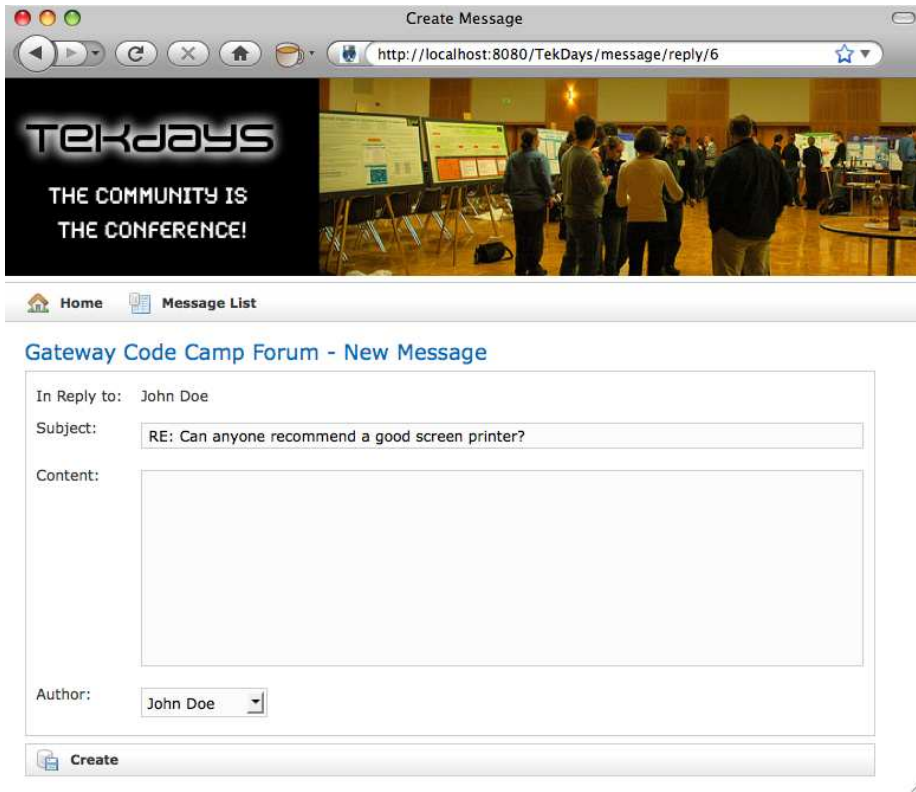 Create Message
http://localhost:8080/TekDays/message/reply/6
TekDays
THE COMMUNITY IS
THE CONFERENCE!
Home Message List
Gateway Code Camp Forum - New Message
In Reply to: John Doe
Subject: RE: Can anyone recommend a good screen printer?
Content:
Author: John Doe
Create